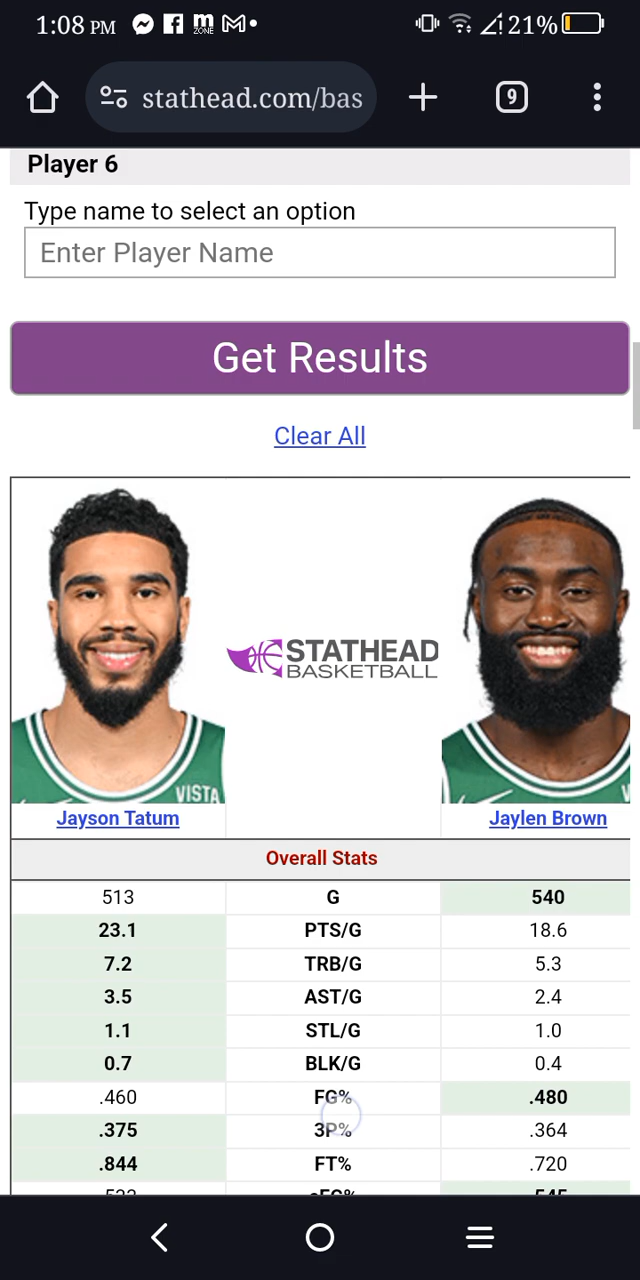 1:08 PM m ZONE 21%
stathead.com/bas 9
Player 6
Type name to select an option
Enter Player Name
Get Results
Clear All
STATHEAD
BASKETBALL
VISTA
Jayson Tatum Jaylen Brown
Overall Stats
513 G 540
23.1 PTS/G 18.6
7.2 TRB/G 5.3
3.5 AST/G 2.4
1.1 STL/G 1.0
0.7 BLK/G 0.4
.460 FG% .480
.375 3P% .364
.844 FT% .720